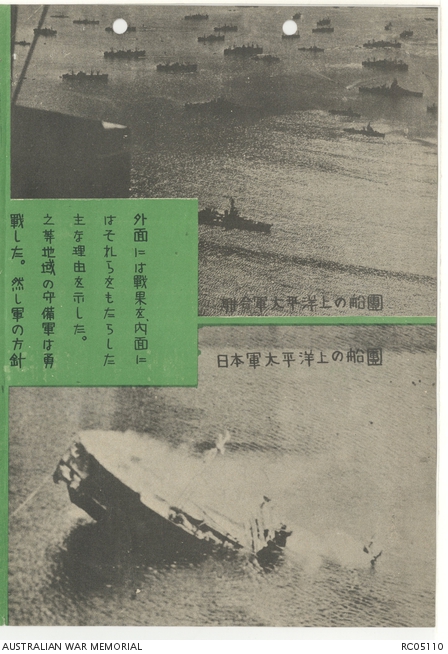 聯合軍太平洋上の船團
外面には戰果を、内面に
はそれらをもたらした
主な理由を示した。
之等地域の守備軍は勇
戰した。然し軍の方針
日本軍太平洋上の船團
AUSTRALIAN WAR MEMORIAL
RC05110